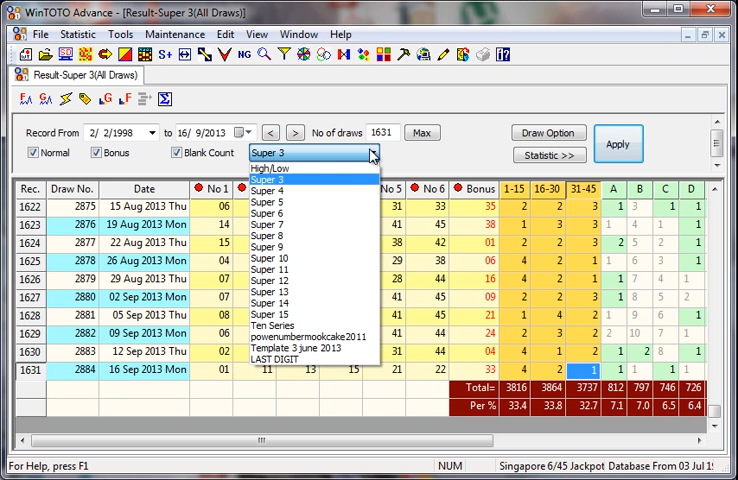 WinTOTO Advance - [Result-Super 3(All Draws)]
File Statistic Tools Maintenance Edit View Window Help
S+ NG
Result-Super 3(All Draws)
Record From 2/ 2/1998 to 16/ 9/2013 < > No of draws 1631 Max Draw Option Apply
Normal Bonus Blank Count Super 3 Statistic >>
High/Low
Super 3
Super 4
Super 5
Super 6
Super 7
Super 8
Super 9
Super 10
Super 11
Super 12
Super 13
Super 14
Super 15
Ten Series
powenumbermookcake2011
Template 3 june 2013
LAST DIGIT
Rec. Draw No. Date No 1 No 5 No 6 Bonus 1-15 16-30 31-45 A B C D
1622 2875 15 Aug 2013 Thu 06 31 33 35 2 2 3 1 3 1 1
1623 2876 19 Aug 2013 Mon 14 41 45 38 1 3 3 1 4 1 1
1624 2877 22 Aug 2013 Thu 15 38 42 01 2 2 3 2 5 2 1
1625 2878 26 Aug 2013 Mon 04 29 38 06 4 2 1 1 6 3 1
1626 2879 29 Aug 2013 Thu 07 28 44 16 2 4 1 1 7 4 1
1627 2880 02 Sep 2013 Mon 07 41 44 09 2 2 3 1 8 5 1
1628 2881 05 Sep 2013 Thu 08 24 45 21 1 4 2 1 9 6 2
1629 2882 09 Sep 2013 Mon 06 41 44 24 2 3 2 1 1 7 1
1630 2883 12 Sep 2013 Thu 02 30 44 04 4 1 2 1 2 8 1
1631 2884 16 Sep 2013 Mon 01 11 13 15 21 22 33 4 2 1 1 1 1 1
Total= 3816 3864 3737 812 797 746 726
Per % 33.4 33.8 32.7 7.1 7.0 6.5 6.4
For Help, press F1 NUM Singapore 6/45 Jackpot Database From 03 Jul 19